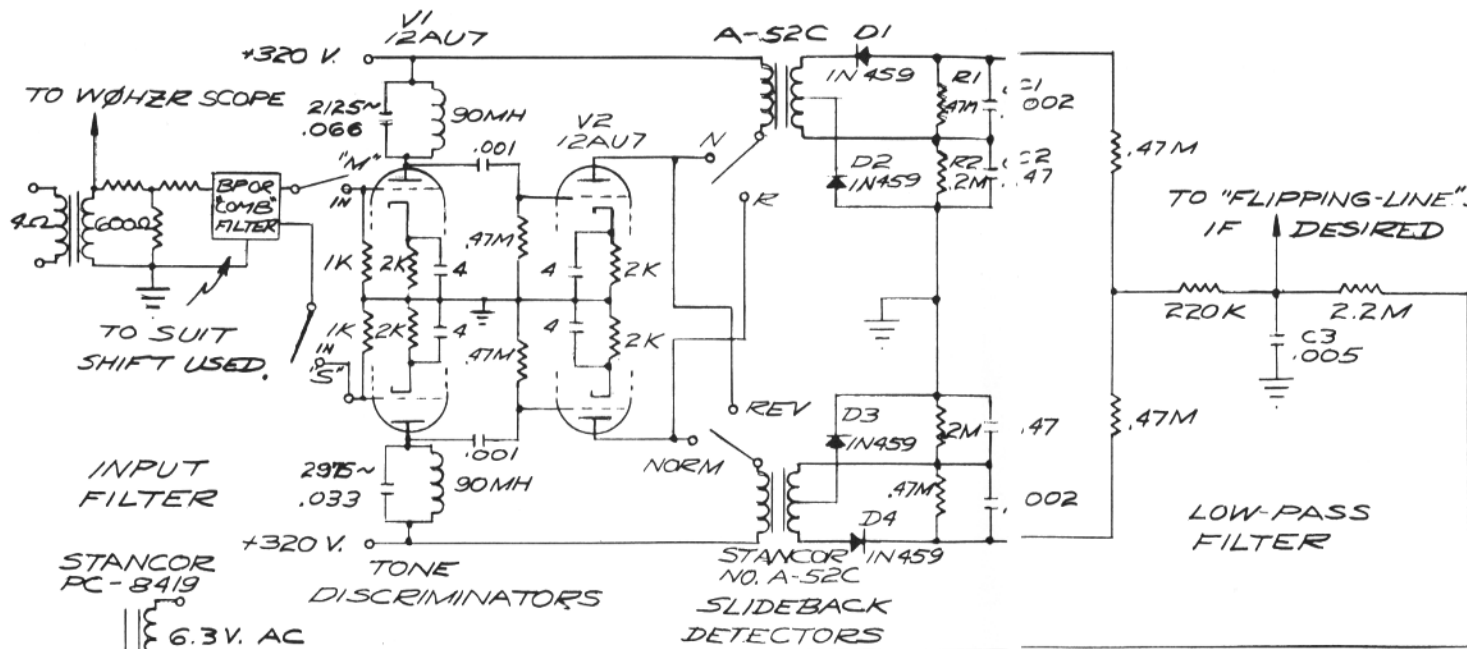 V1
12AU7
+320 V.
A-52C
D1
IN459
R1
.47M
C1
.002
TO WØHZR SCOPE
2125~
.066
90MH
V2
12AU7
.001
N
"M"
IN
BP OR
"COMB"
FILTER
D2
IN459
R2
.2M
C2
.47
.47M
4Ω
600Ω
R
TO "FLIPPING-LINE"
IF DESIRED
1K
2K
4
.47M
4
2K
220K
2.2M
C3
.005
TO SUIT
SHIFT USED.
1K
2K
4
.47M
4
2K
IN
"S"
REV
D3
IN459
.2M
.47
.47M
.001
NORM
INPUT
FILTER
2975~
.033
90MH
.47M
.002
D4
IN459
LOW-PASS
FILTER
+320 V.
STANCOR
NO. A-52C
TONE
DISCRIMINATORS
SLIDEBACK
DETECTORS
STANCOR
PC-8419
6.3V. AC